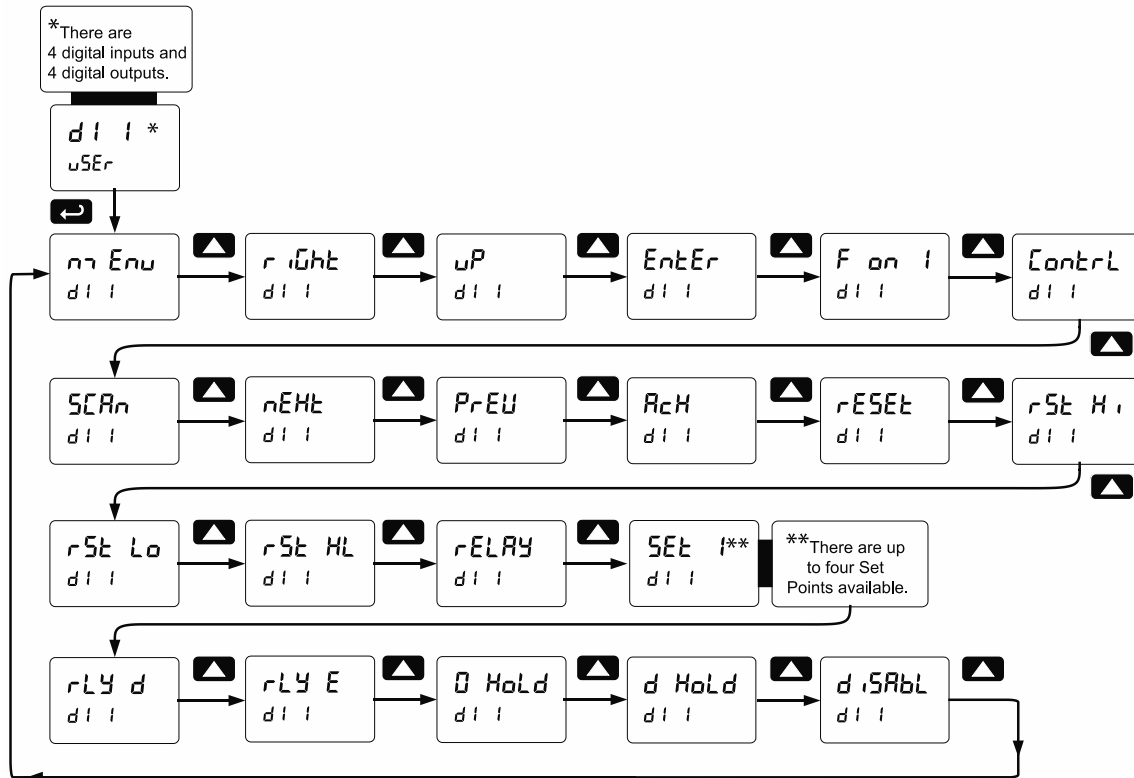 *There are
4 digital inputs and
4 digital outputs.
dI 1 *
uSEr
m Enu
dI 1
riGht
dI 1
uP
dI 1
EntEr
dI 1
F on 1
dI 1
ContrL
dI 1
SCAn
dI 1
nEHt
dI 1
PrEU
dI 1
AcH
dI 1
rESEt
dI 1
rSt Hi
dI 1
rSt Lo
dI 1
rSt HL
dI 1
rELAY
dI 1
SEt 1**
dI 1
**There are up
to four Set
Points available.
rLY d
dI 1
rLY E
dI 1
O HoLd
dI 1
d HoLd
dI 1
diSAbL
dI 1